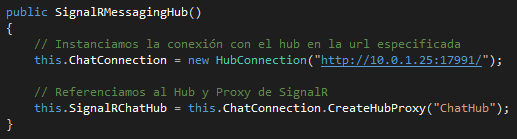 public SignalRMessagingHub()
{
// Instanciamos la conexión con el hub en la url especificada
this.ChatConnection = new HubConnection("http://10.0.1.25:17991/");
// Referenciamos al Hub y Proxy de SignalR
this.SignalRChatHub = this.ChatConnection.CreateHubProxy("ChatHub");
}